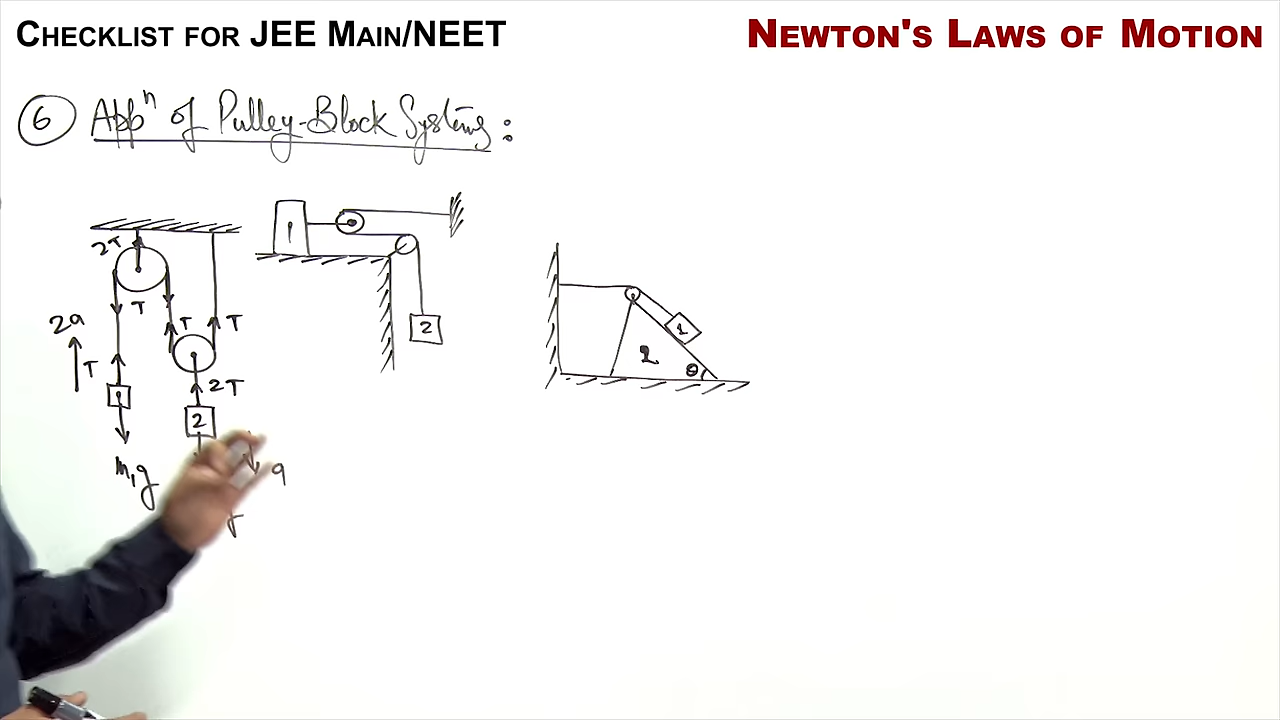 CHECKLIST FOR JEE MAIN/NEET
NEWTON'S LAWS OF MOTION
6 Appⁿ of Pulley-Block Systems:
2T
T
T
T
2a
T
1
m₁g
2T
2
a
1
2
1
2
θ